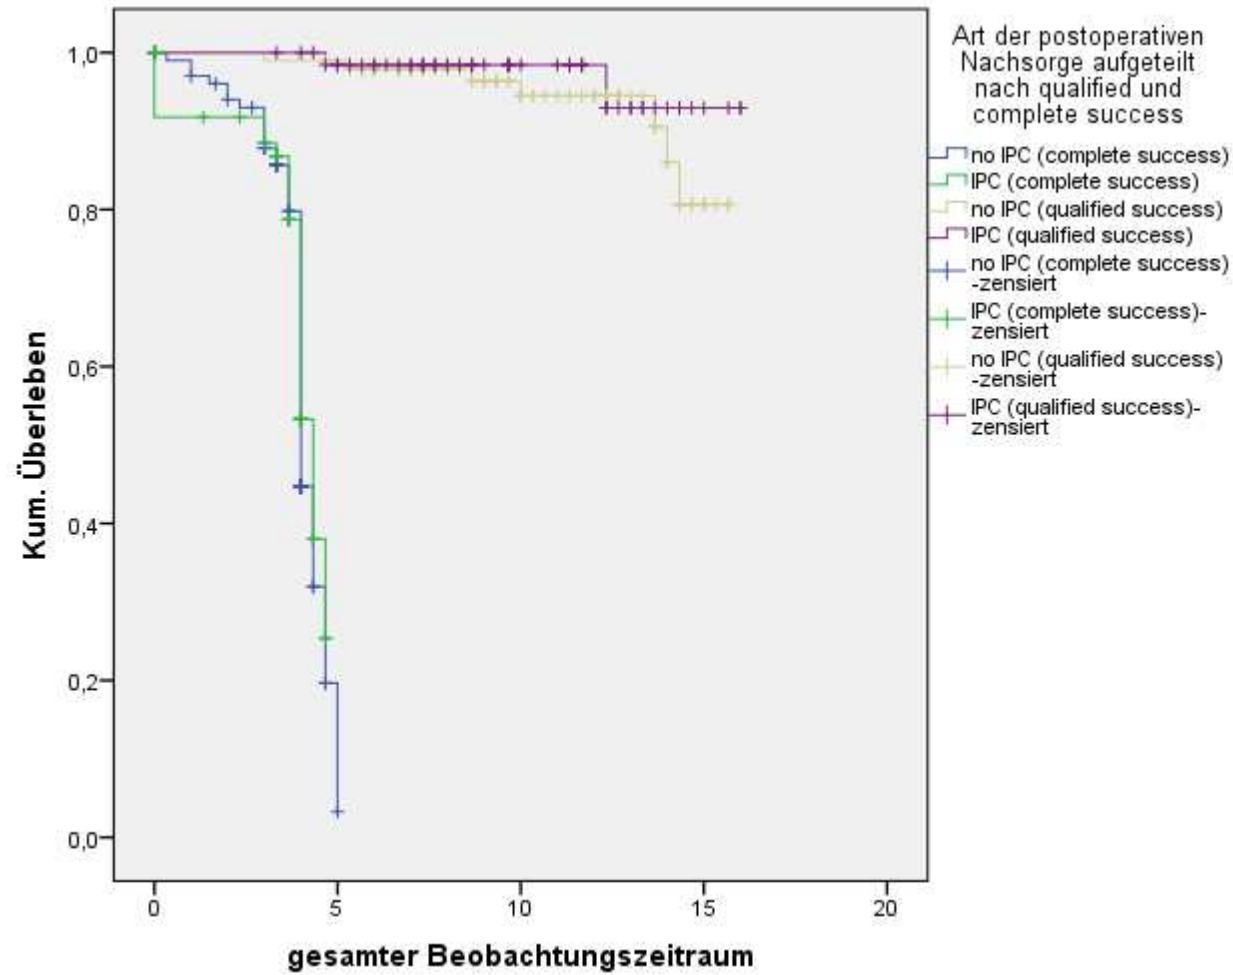 Art der postoperativen
Nachsorge aufgeteilt
nach qualified und
complete success
no IPC (complete success)
IPC (complete success)
no IPC (qualified success)
IPC (qualified success)
no IPC (complete success)
-zensiert
IPC (complete success)-
zensiert
no IPC (qualified success)
-zensiert
IPC (qualified success)-
zensiert
Kum. Überleben
1,0
0,8
0,6
0,4
0,2
0,0
0 5 10 15 20
gesamter Beobachtungszeitraum